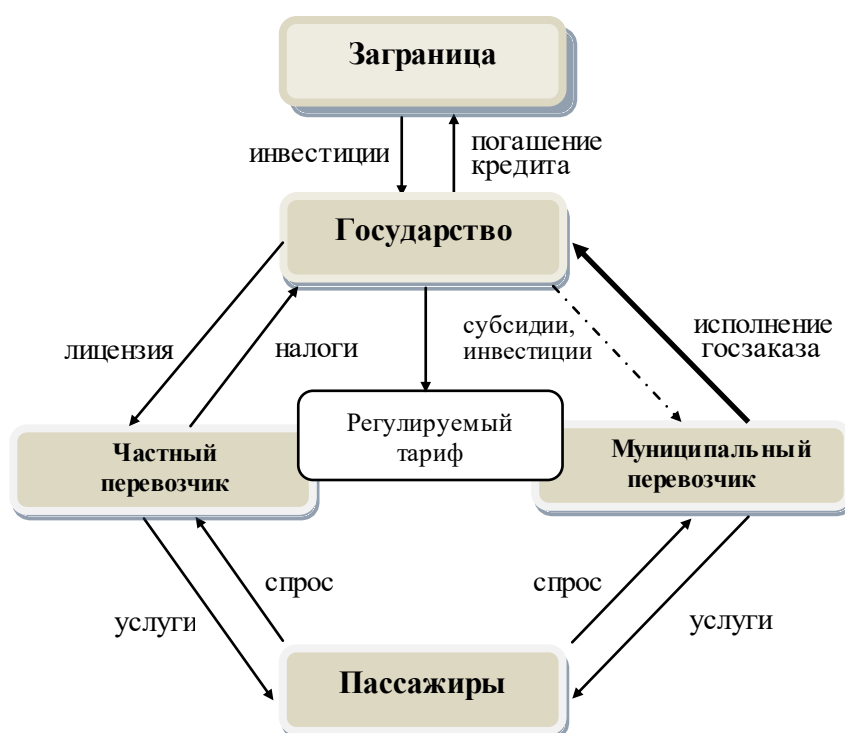 Заграница
инвестиции
погашение
кредита
Государство
лицензия
налоги
субсидии,
инвестиции
исполнение
госзаказа
Регулируемый
тариф
Частный
перевозчик
Муниципальный
перевозчик
спрос
спрос
услуги
услуги
Пассажиры